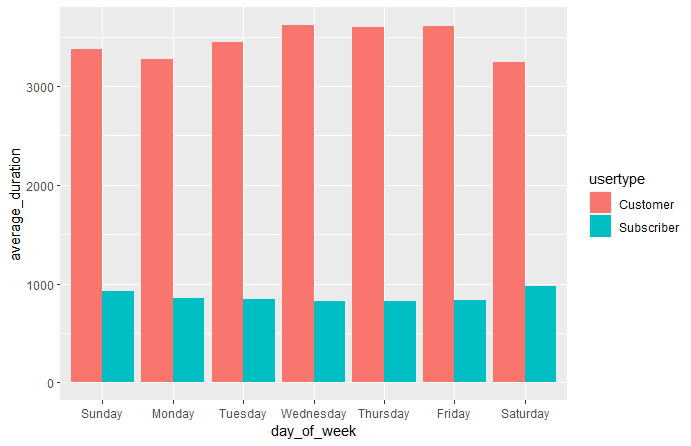 average_duration
3000
2000
1000
0
Sunday Monday Tuesday Wednesday Thursday Friday Saturday
day_of_week
usertype
Customer
Subscriber